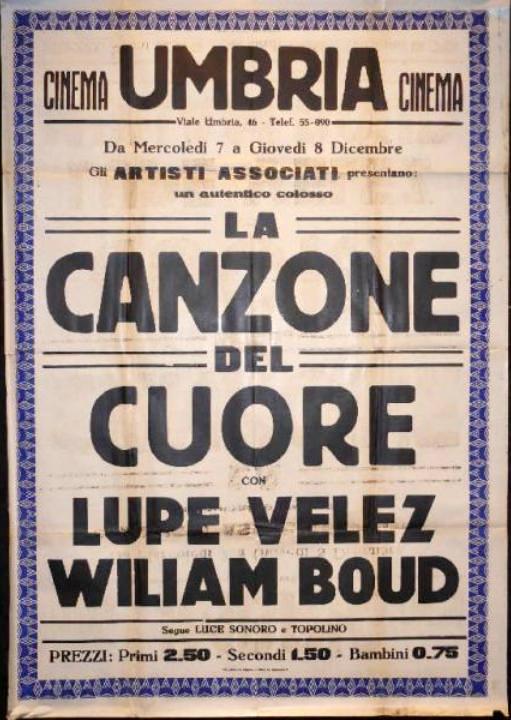 CINEMA UMBRIA CINEMA
Viale Umbria, 46 - Telef. 55-090
Da Mercoledì 7 a Giovedì 8 Dicembre
Gli ARTISTI ASSOCIATI presentano:
un autentico colosso
LA
CANZONE
DEL
CUORE
CON
LUPE VELEZ
WILIAM BOUD
Segue LUCE SONORO e TOPOLINO
PREZZI: Primi 2.50 - Secondi 1.50 - Bambini 0.75